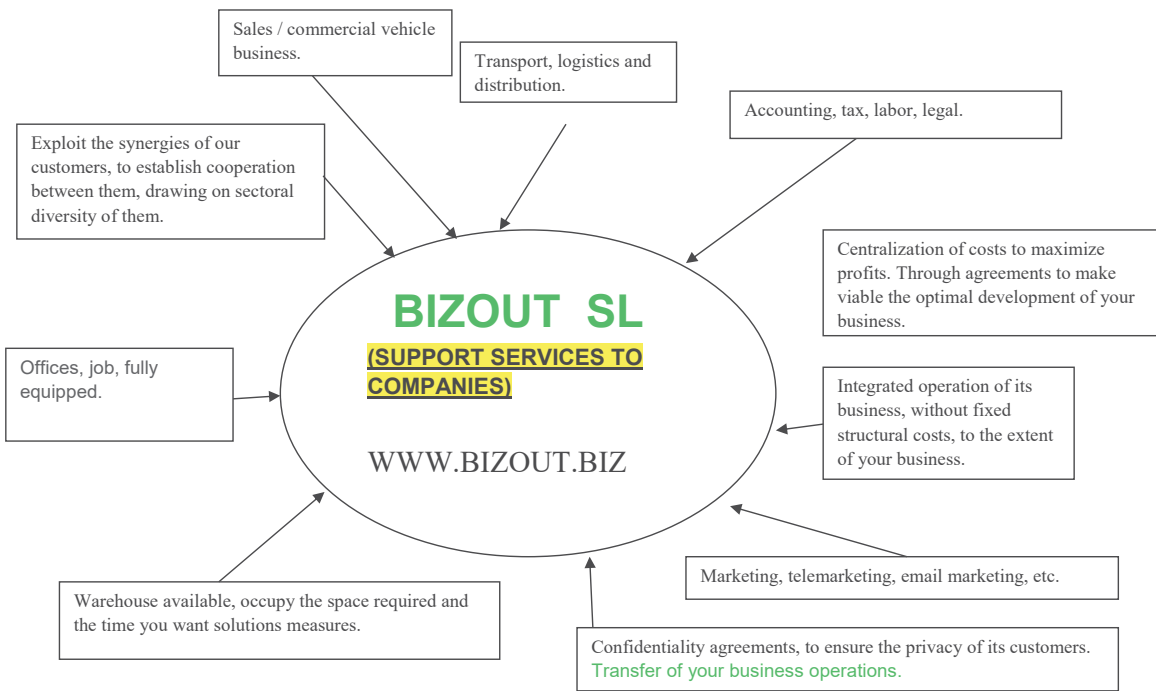 Sales / commercial vehicle
business.
Transport, logistics and
distribution.
Accounting, tax, labor, legal.
Exploit the synergies of our
customers, to establish cooperation
between them, drawing on sectoral
diversity of them.
Centralization of costs to maximize
profits. Through agreements to make
viable the optimal development of your
business.
BIZOUT SL
(SUPPORT SERVICES TO
COMPANIES)
WWW.BIZOUT.BIZ
Offices, job, fully
equipped.
Integrated operation of its
business, without fixed
structural costs, to the extent
of your business.
Marketing, telemarketing, email marketing, etc.
Warehouse available, occupy the space required and
the time you want solutions measures.
Confidentiality agreements, to ensure the privacy of its customers.
Transfer of your business operations.